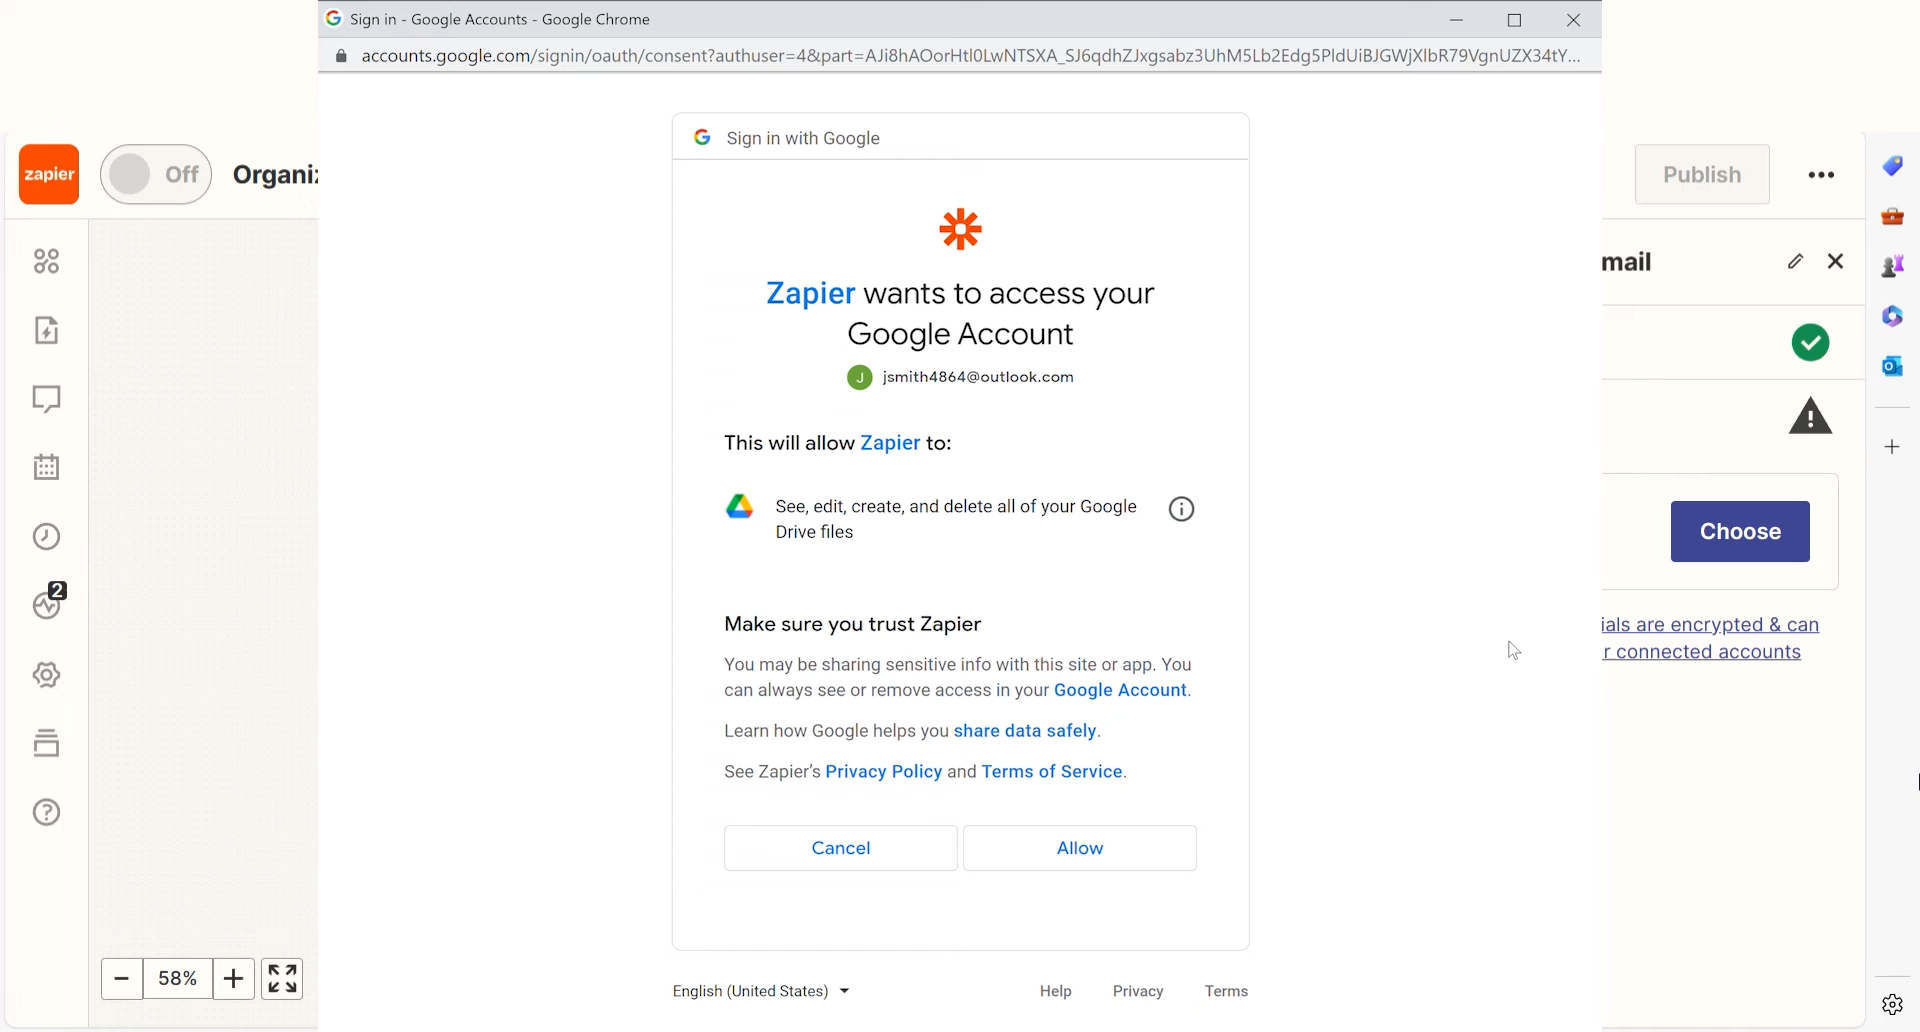 Sign in - Google Accounts - Google Chrome
accounts.google.com/signin/oauth/consent?authuser=4&part=AJi8hAOorHtl0LwNTSXA_SJ6qdhZJxgsabz3UhM5Lb2Edg5PldUiBJGWjXlbR79VgnUZX34tY...
Sign in with Google
zapier
Off
Organiz
Publish
Zapier wants to access your
Google Account
J jsmith4864@outlook.com
mail
This will allow Zapier to:
See, edit, create, and delete all of your Google
Drive files
Choose
2
Make sure you trust Zapier
You may be sharing sensitive info with this site or app. You
can always see or remove access in your Google Account.
Learn how Google helps you share data safely.
See Zapier's Privacy Policy and Terms of Service.
ials are encrypted & can
r connected accounts
Cancel
Allow
58%
English (United States)
Help
Privacy
Terms